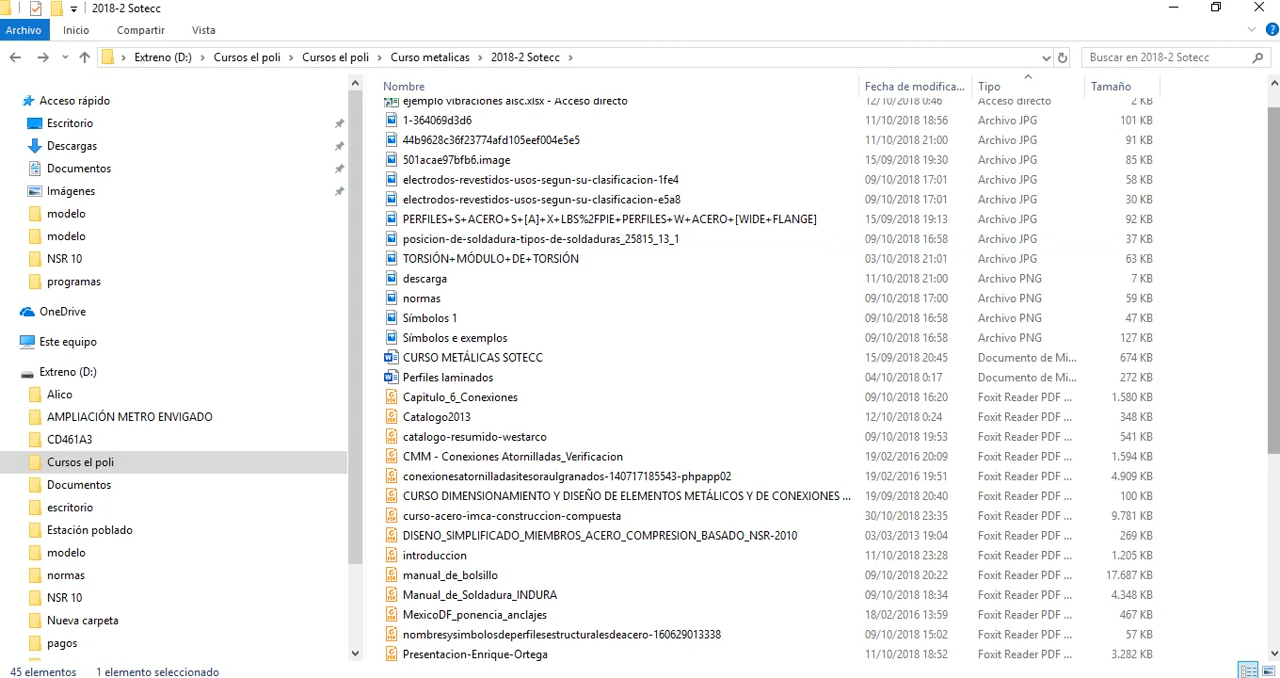 2018-2 Sotecc
Archivo Inicio Compartir Vista
Extreno (D:) Cursos el poli Cursos el poli Curso metalicas 2018-2 Sotecc
Buscar en 2018-2 Sotecc
Acceso rápido
Escritorio
Descargas
Documentos
Imágenes
modelo
modelo
NSR 10
programas
OneDrive
Este equipo
Extreno (D:)
Alico
AMPLIACIÓN METRO ENVIGADO
CD461A3
Cursos el poli
Documentos
escritorio
Estación poblado
modelo
normas
NSR 10
Nueva carpeta
pagos
Nombre Fecha de modifica... Tipo Tamaño
ejemplo vibraciones aisc.xlsx - Acceso directo 12/10/2018 0:46 Acceso directo 2 KB
1-364069d3d6 11/10/2018 18:56 Archivo JPG 101 KB
44b9628c36f23774afd105eef004e5e5 11/10/2018 21:00 Archivo JPG 91 KB
501acae97bfb6.image 15/09/2018 19:30 Archivo JPG 85 KB
electrodos-revestidos-usos-segun-su-clasificacion-1fe4 09/10/2018 17:01 Archivo JPG 58 KB
electrodos-revestidos-usos-segun-su-clasificacion-e5a8 09/10/2018 17:01 Archivo JPG 30 KB
PERFILES+S+ACERO+S+[A]+X+LBS%2FPIE+PERFILES+W+ACERO+[WIDE+FLANGE] 15/09/2018 19:13 Archivo JPG 92 KB
posicion-de-soldadura-tipos-de-soldaduras_25815_13_1 09/10/2018 16:58 Archivo JPG 37 KB
TORSIÓN+MÓDULO+DE+TORSIÓN 03/10/2018 21:01 Archivo JPG 63 KB
descarga 11/10/2018 21:00 Archivo PNG 7 KB
normas 09/10/2018 17:00 Archivo PNG 59 KB
Símbolos 1 09/10/2018 16:58 Archivo PNG 47 KB
Símbolos e exemplos 09/10/2018 16:58 Archivo PNG 127 KB
CURSO METÁLICAS SOTECC 15/09/2018 20:45 Documento de Mi... 674 KB
Perfiles laminados 04/10/2018 0:17 Documento de Mi... 272 KB
Capitulo_6_Conexiones 09/10/2018 16:20 Foxit Reader PDF ... 1.580 KB
Catalogo2013 12/10/2018 0:24 Foxit Reader PDF ... 348 KB
catalogo-resumido-westarco 09/10/2018 19:53 Foxit Reader PDF ... 541 KB
CMM - Conexiones Atornilladas_Verificacion 19/02/2016 20:09 Foxit Reader PDF ... 1.594 KB
conexionesatornilladasitesoraulgranados-140717185543-phpapp02 19/02/2016 19:51 Foxit Reader PDF ... 4.909 KB
CURSO DIMENSIONAMIENTO Y DISEÑO DE ELEMENTOS METÁLICOS Y DE CONEXIONES ... 19/09/2018 20:40 Foxit Reader PDF ... 100 KB
curso-acero-imca-construccion-compuesta 30/10/2018 23:35 Foxit Reader PDF ... 9.781 KB
DISENO_SIMPLIFICADO_MIEMBROS_ACERO_COMPRESION_BASADO_NSR-2010 03/03/2013 19:04 Foxit Reader PDF ... 269 KB
introduccion 11/10/2018 23:28 Foxit Reader PDF ... 1.205 KB
manual_de_bolsillo 09/10/2018 20:22 Foxit Reader PDF ... 17.687 KB
Manual_de_Soldadura_INDURA 09/10/2018 18:34 Foxit Reader PDF ... 4.348 KB
MexicoDF_ponencia_anclajes 18/02/2016 13:59 Foxit Reader PDF ... 467 KB
nombresysimbolosdeperfilesestructuralesdeacero-160629013338 09/10/2018 15:02 Foxit Reader PDF ... 57 KB
Presentacion-Enrique-Ortega 11/10/2018 18:52 Foxit Reader PDF ... 3.282 KB
45 elementos 1 elemento seleccionado